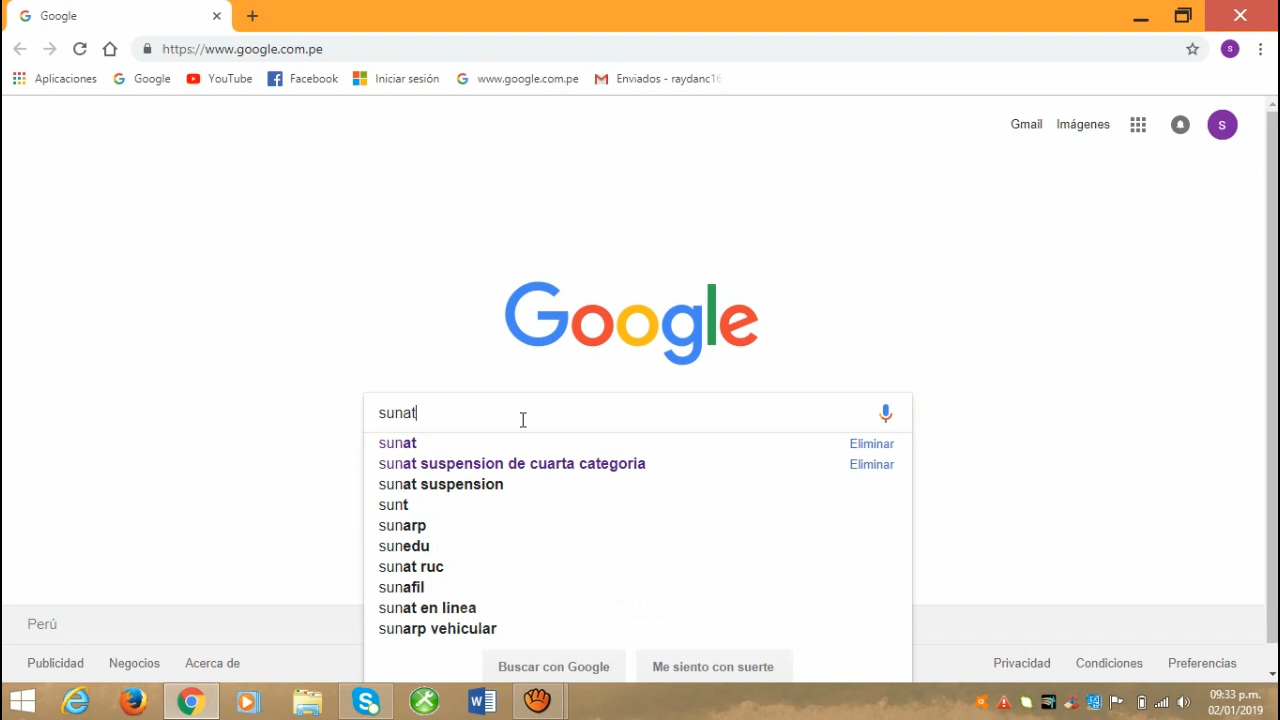 Google
https://www.google.com.pe
s
Aplicaciones
Google
YouTube
Facebook
Iniciar sesión
www.google.com.pe
Enviados - raydanc16
Gmail
Imágenes
s
Google
sunat
sunat
Eliminar
sunat suspension de cuarta categoria
Eliminar
sunat suspension
sunt
sunarp
sunedu
sunat ruc
sunafil
sunat en linea
sunarp vehicular
Buscar con Google
Me siento con suerte
Perú
Publicidad
Negocios
Acerca de
Privacidad
Condiciones
Preferencias
09:33 p.m.
02/01/2019